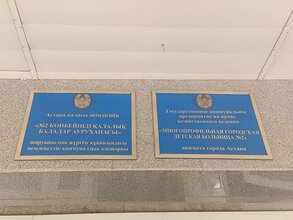 Астана қаласы әкімдігінің
«№2 КӨПБЕЙІНДІ ҚАЛАЛЫҚ
БАЛАЛАР АУРУХАНАСЫ»
шаруашылық жүргізу құқығындағы
мемлекеттік коммуналдық кәсіпорны
Государственное коммунальное
предприятие на праве
хозяйственного ведения
«МНОГОПРОФИЛЬНАЯ ГОРОДСКАЯ
ДЕТСКАЯ БОЛЬНИЦА №2»
акимата города Астана